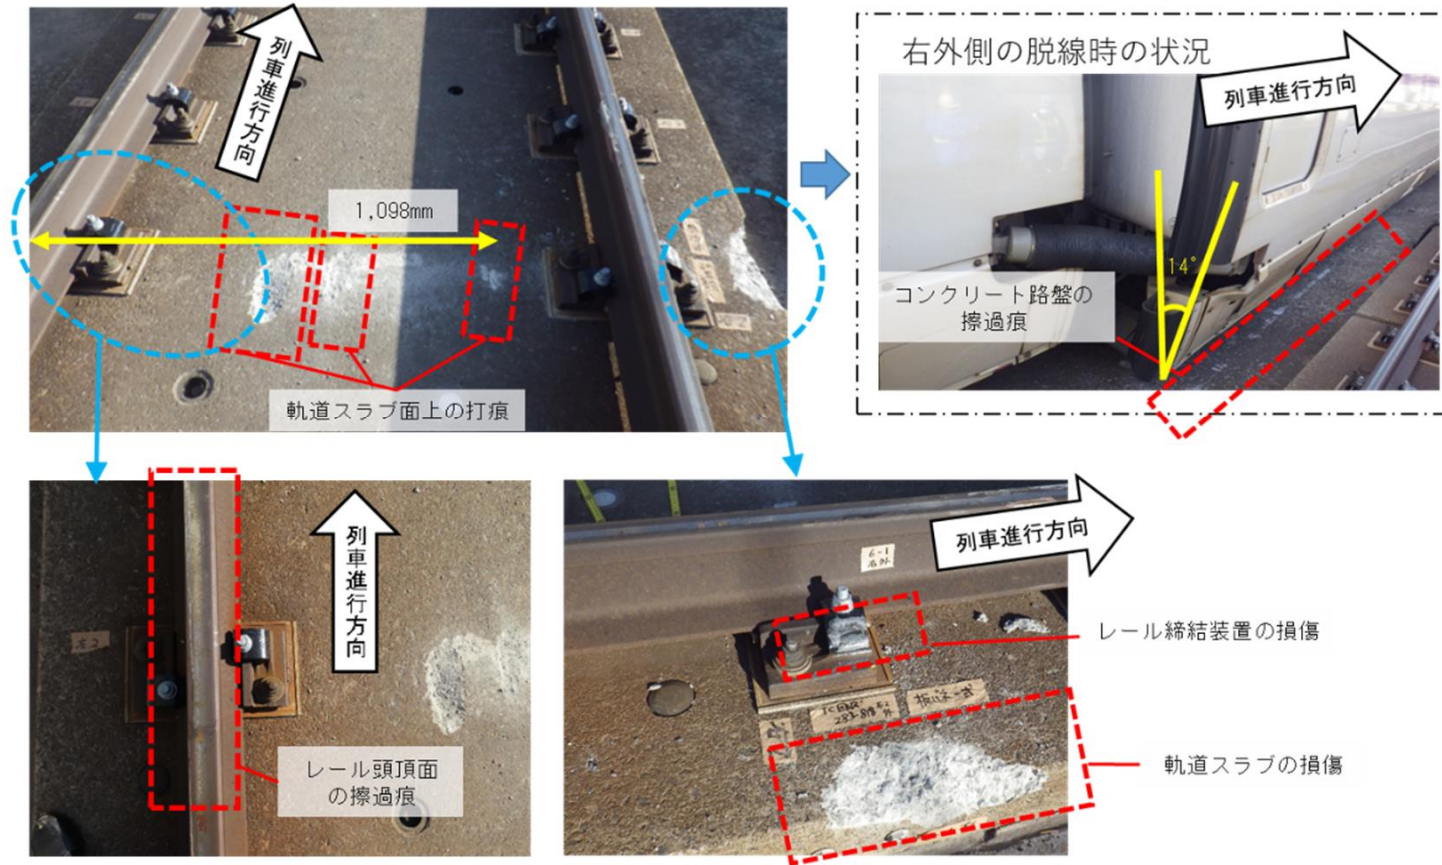 列車進行方向
1,098mm
軌道スラブ面上の打痕
右外側の脱線時の状況
列車進行方向
14°
コンクリート路盤の
擦過痕
列車進行方向
レール頭頂面
の擦過痕
列車進行方向
6-1
右外
レール締結装置の損傷
軌道スラブの損傷